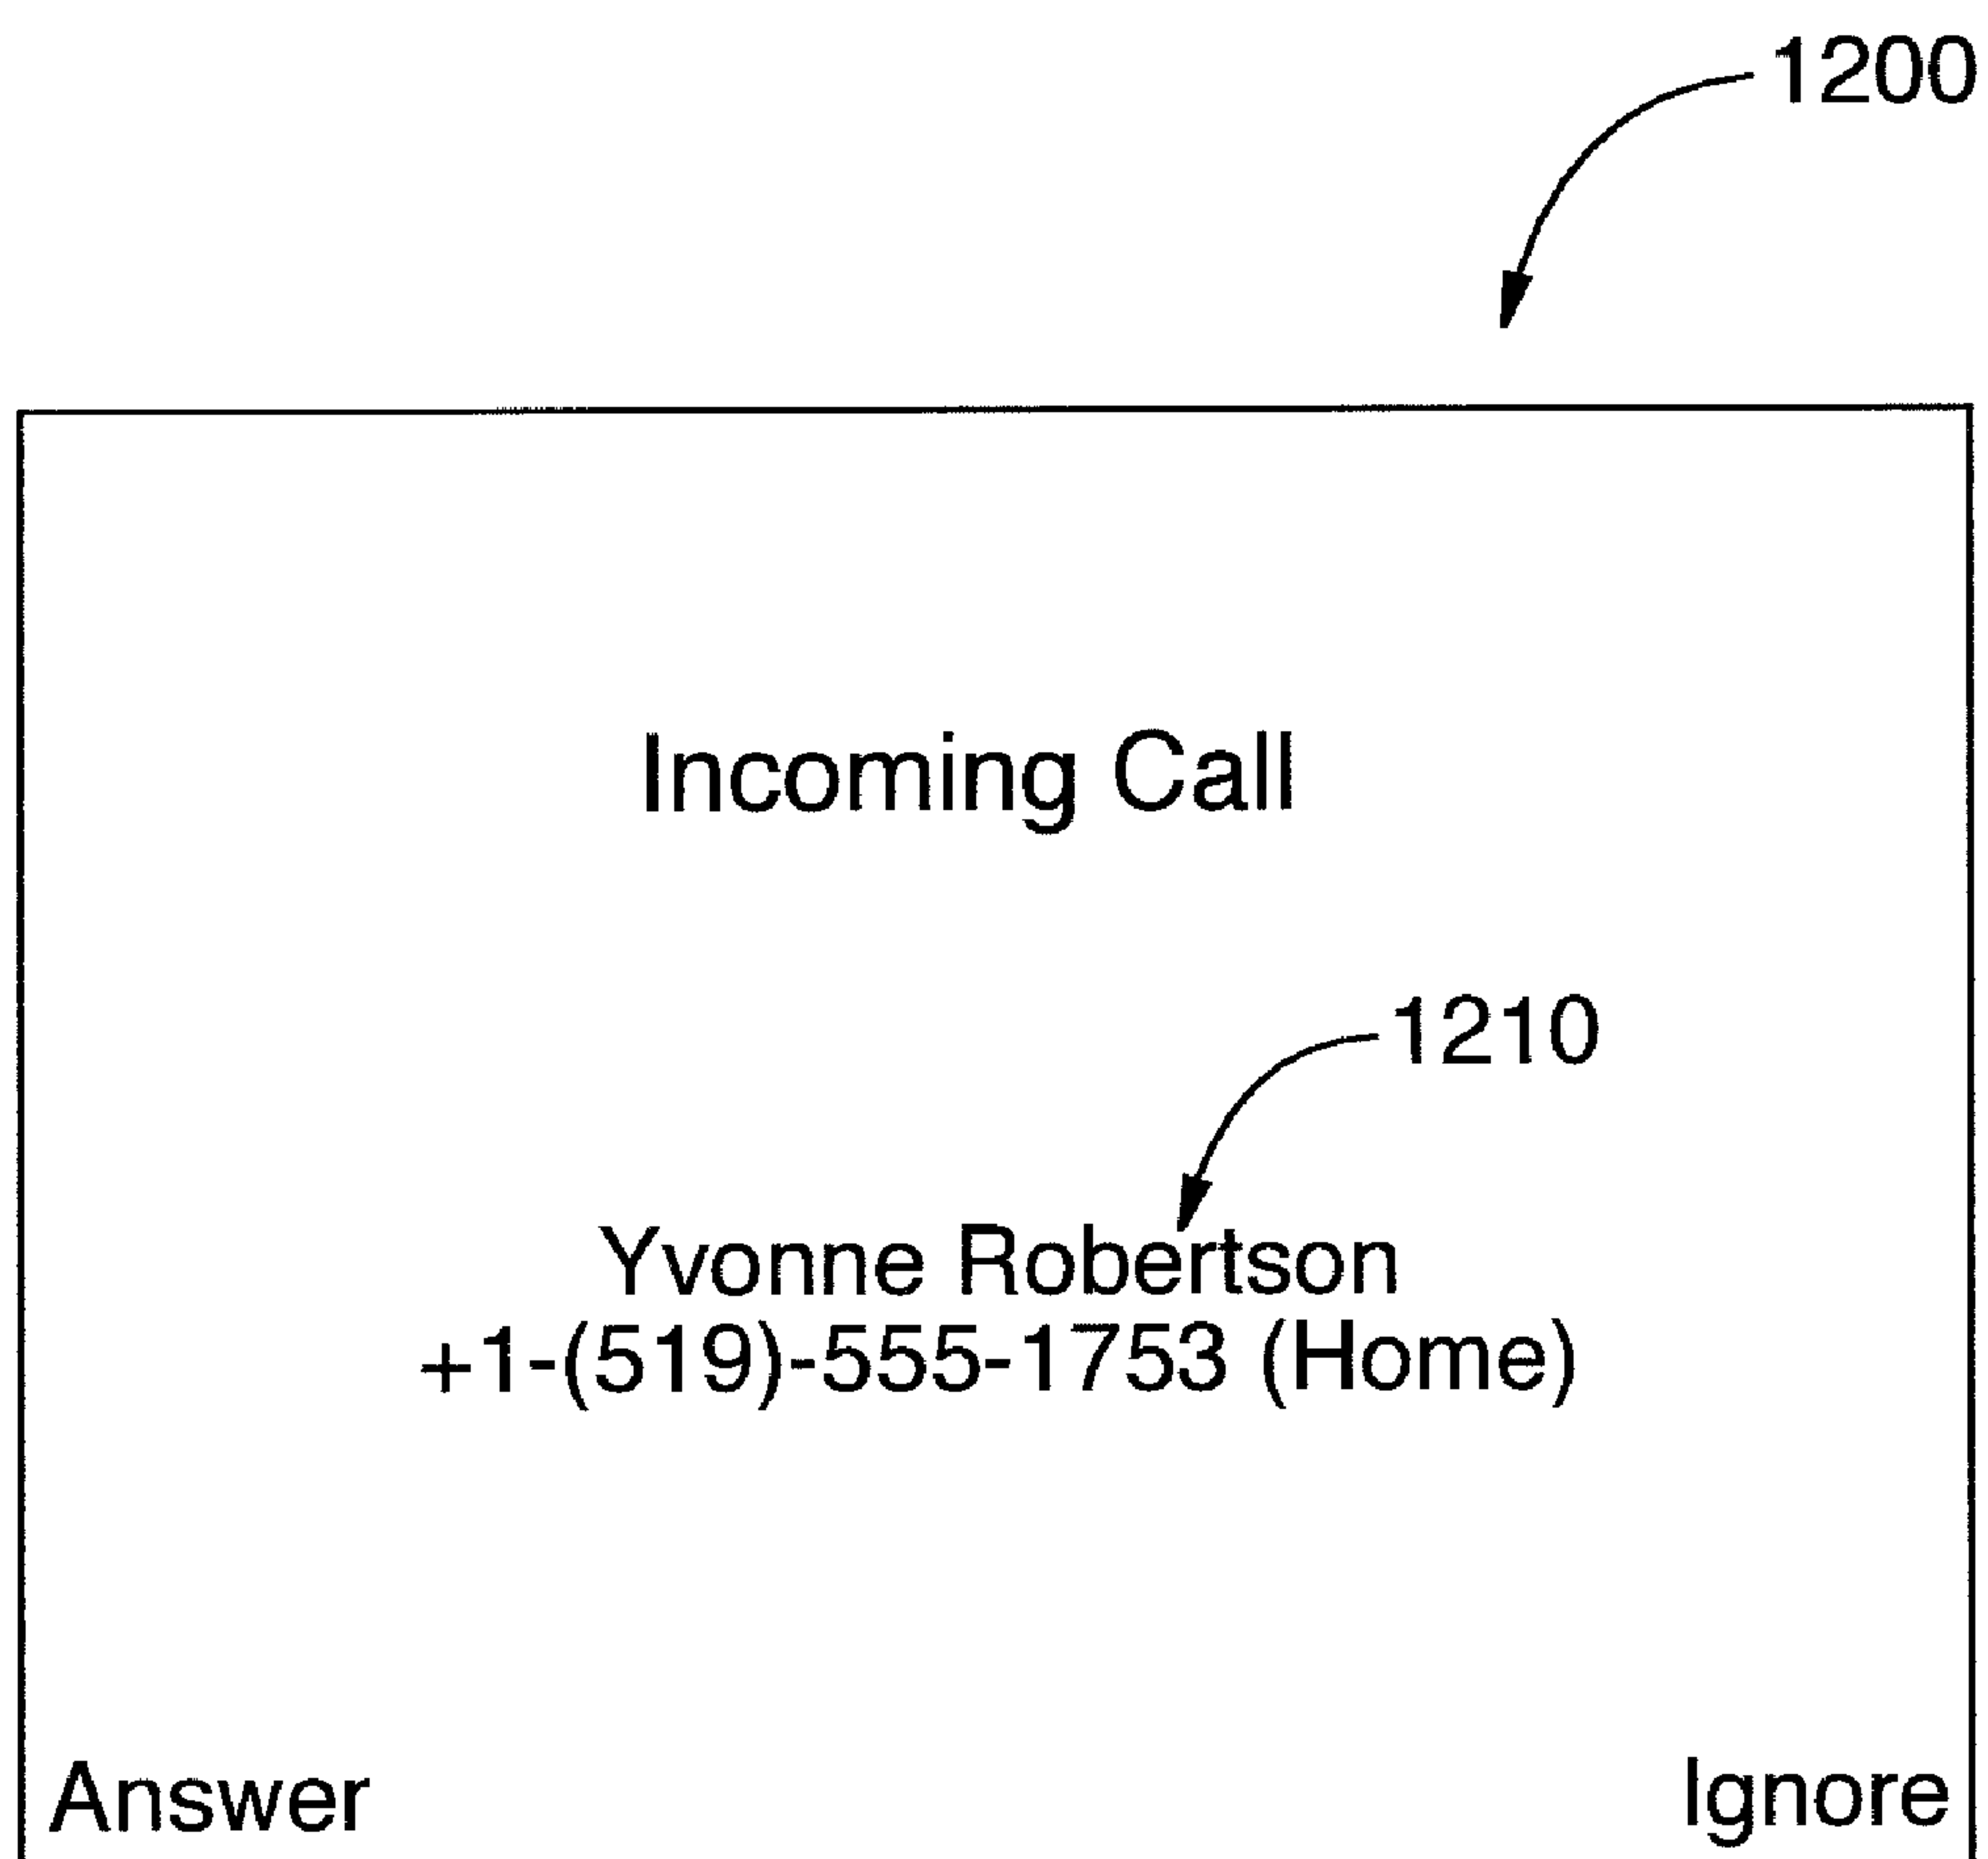 1200
Incoming Call
1210
Yvonne Robertson
+1-(519)-555-1753 (Home)
Answer
Ignore